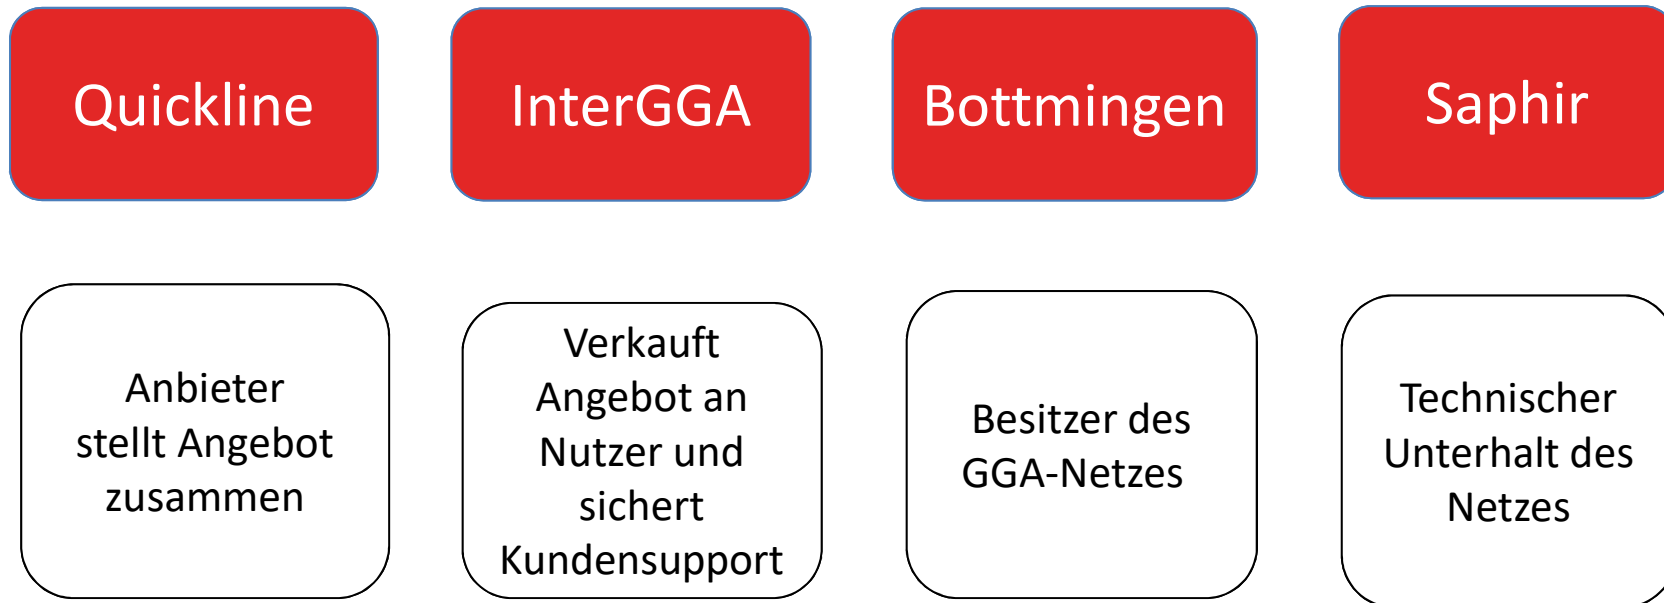 Quickline
InterGGA
Bottmingen
Saphir
Anbieter
stellt Angebot
zusammen
Verkauft
Angebot an
Nutzer und
sichert
Kundensupport
Besitzer des
GGA-Netzes
Technischer
Unterhalt des
Netzes